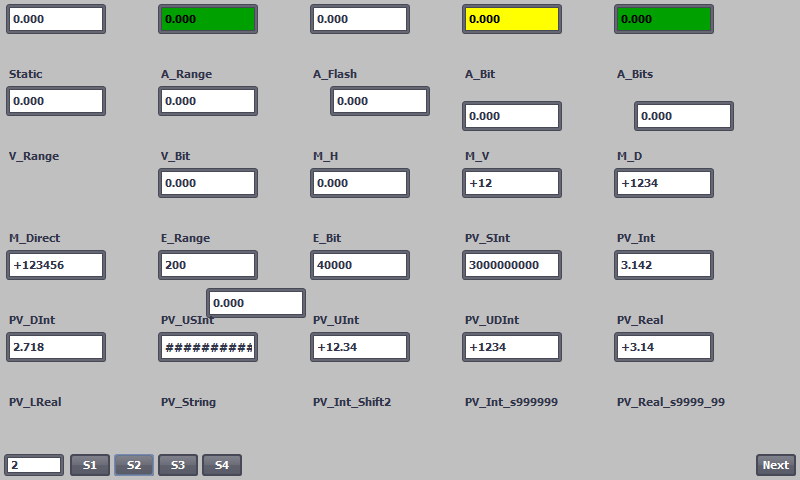 0.000 0.000 0.000 0.000 0.000
Static A_Range A_Flash A_Bit A_Bits
0.000 0.000 0.000 0.000 0.000
V_Range V_Bit M_H M_V M_D
0.000 0.000 +12 +1234
M_Direct E_Range E_Bit PV_SInt PV_Int
+123456 200 40000 3000000000 3.142
0.000
PV_DInt PV_USInt PV_UInt PV_UDInt PV_Real
2.718 ########## +12.34 +1234 +3.14
PV_LReal PV_String PV_Int_Shift2 PV_Int_s999999 PV_Real_s9999_99
2 S1 S2 S3 S4 Next